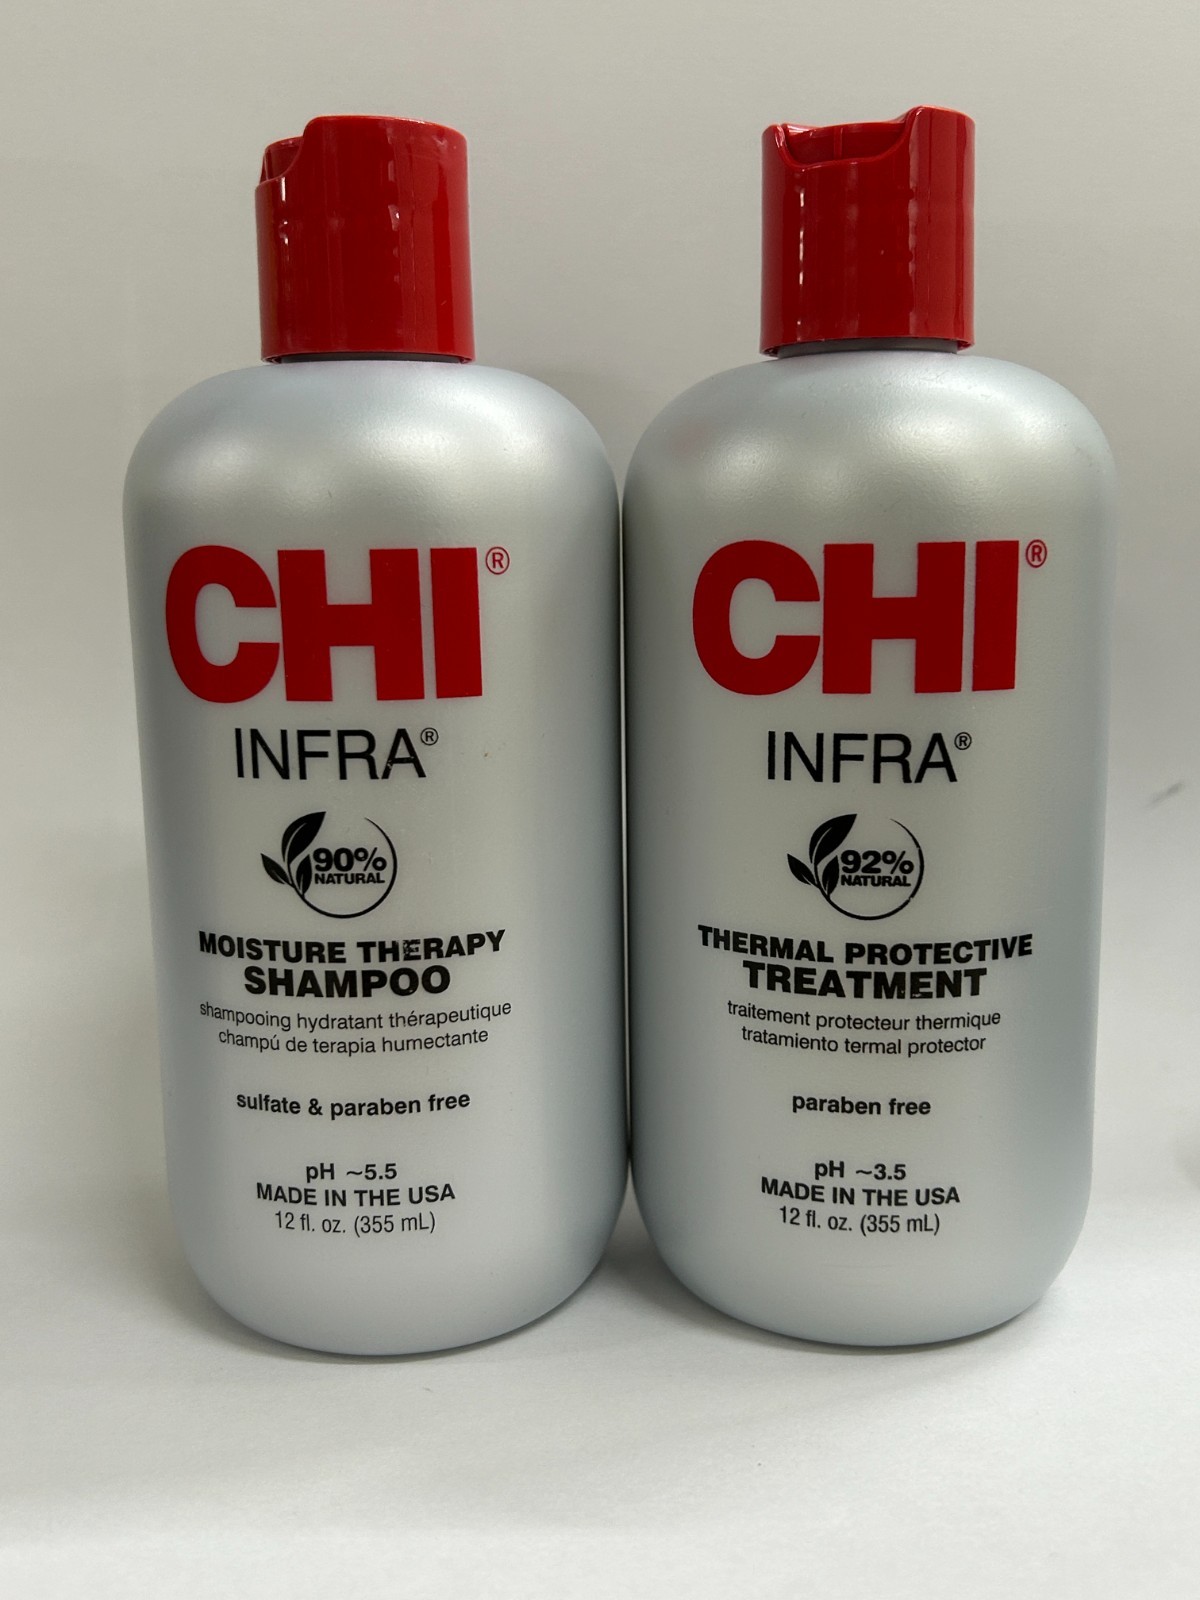 CHI®
INFRA®
90%
NATURAL
MOISTURE THERAPY
SHAMPOO
shampooing hydratant thérapeutique
champú de terapia humectante
sulfate & paraben free
pH ~5.5
MADE IN THE USA
12 fl. oz. (355 mL)
CHI®
INFRA®
92%
NATURAL
THERMAL PROTECTIVE
TREATMENT
traitement protecteur thermique
tratamiento termal protector
paraben free
pH ~3.5
MADE IN THE USA
12 fl. oz. (355 mL)